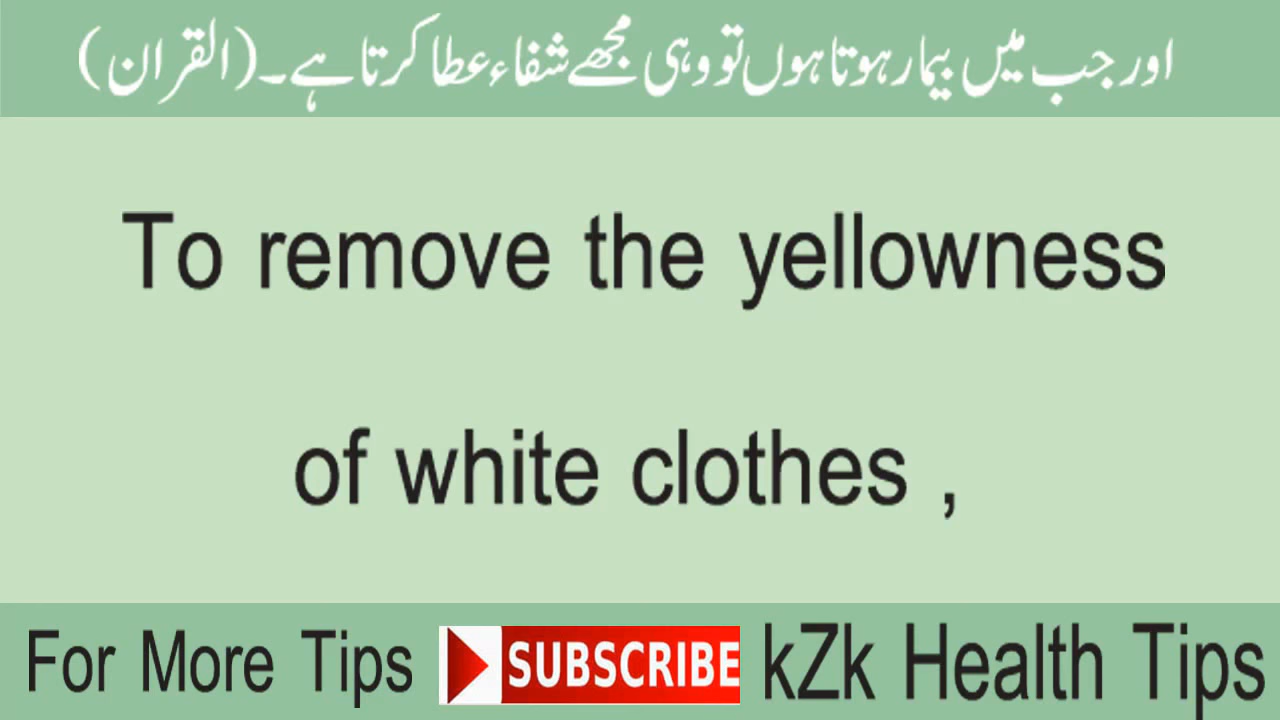 اور جب میں بیمار ہوتا ہوں تو وہی مجھے شفاء عطا کرتا ہے۔(القران)
To remove the yellowness
of white clothes ,
For More Tips SUBSCRIBE kZk Health Tips